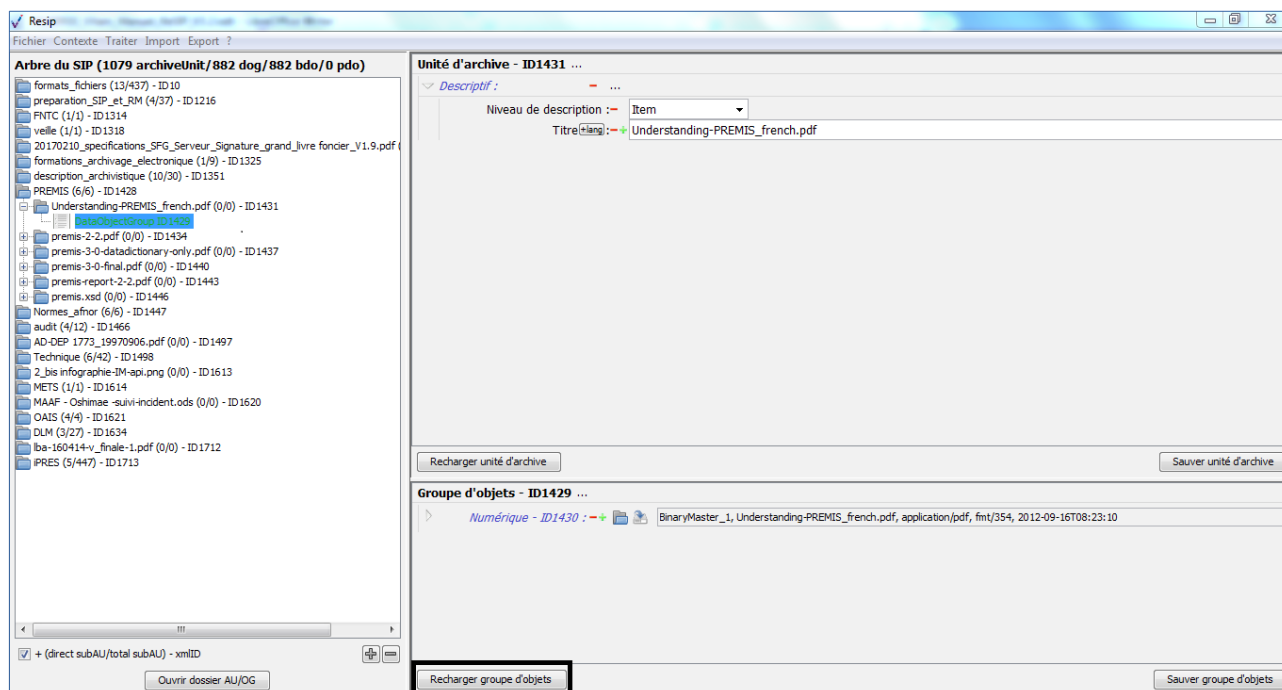 Resip
Fichier Contexte Traiter Import Export ?
Arbre du SIP (1079 archiveUnit/882 dog/882 bdo/0 pdo)
formats_fichiers (13/437) - ID10
preparation_SIP_et_RM (4/37) - ID1216
FNTC (1/1) - ID1314
veille (1/1) - ID1318
20170210_specifications_SFG_Serveur_Signature_grand_livre foncier_V1.9.pdf (
formations_archivage_electronique (1/9) - ID1325
description_archivistique (10/30) - ID1351
PREMIS (6/6) - ID1428
Understanding-PREMIS_french.pdf (0/0) - ID1431
DataObjectGroup ID1429
premis-2-2.pdf (0/0) - ID1434
premis-3-0-datadictionary-only.pdf (0/0) - ID1437
premis-3-0-final.pdf (0/0) - ID1440
premis-report-2-2.pdf (0/0) - ID1443
premis.xsd (0/0) - ID1446
Normes_afnor (6/6) - ID1447
audit (4/12) - ID1466
AD-DEP 1773_19970906.pdf (0/0) - ID1497
Technique (6/42) - ID1498
2_bis infographie-IM-api.png (0/0) - ID1613
METS (1/1) - ID1614
MAAF - Oshimae -suivi-incident.ods (0/0) - ID1620
OAIS (4/4) - ID1621
DLM (3/27) - ID1634
lba-160414-v_finale-1.pdf (0/0) - ID1712
iPRES (5/447) - ID1713
+ (direct subAU/total subAU) - xmlID
Ouvrir dossier AU/OG
Unité d'archive - ID1431 ...
Descriptif : - ...
Niveau de description :- Item
Titre +lang :-+ Understanding-PREMIS_french.pdf
Recharger unité d'archive
Sauver unité d'archive
Groupe d'objets - ID1429 ...
Numérique - ID1430 : -+ BinaryMaster_1, Understanding-PREMIS_french.pdf, application/pdf, fmt/354, 2012-09-16T08:23:10
Recharger groupe d'objets
Sauver groupe d'objets